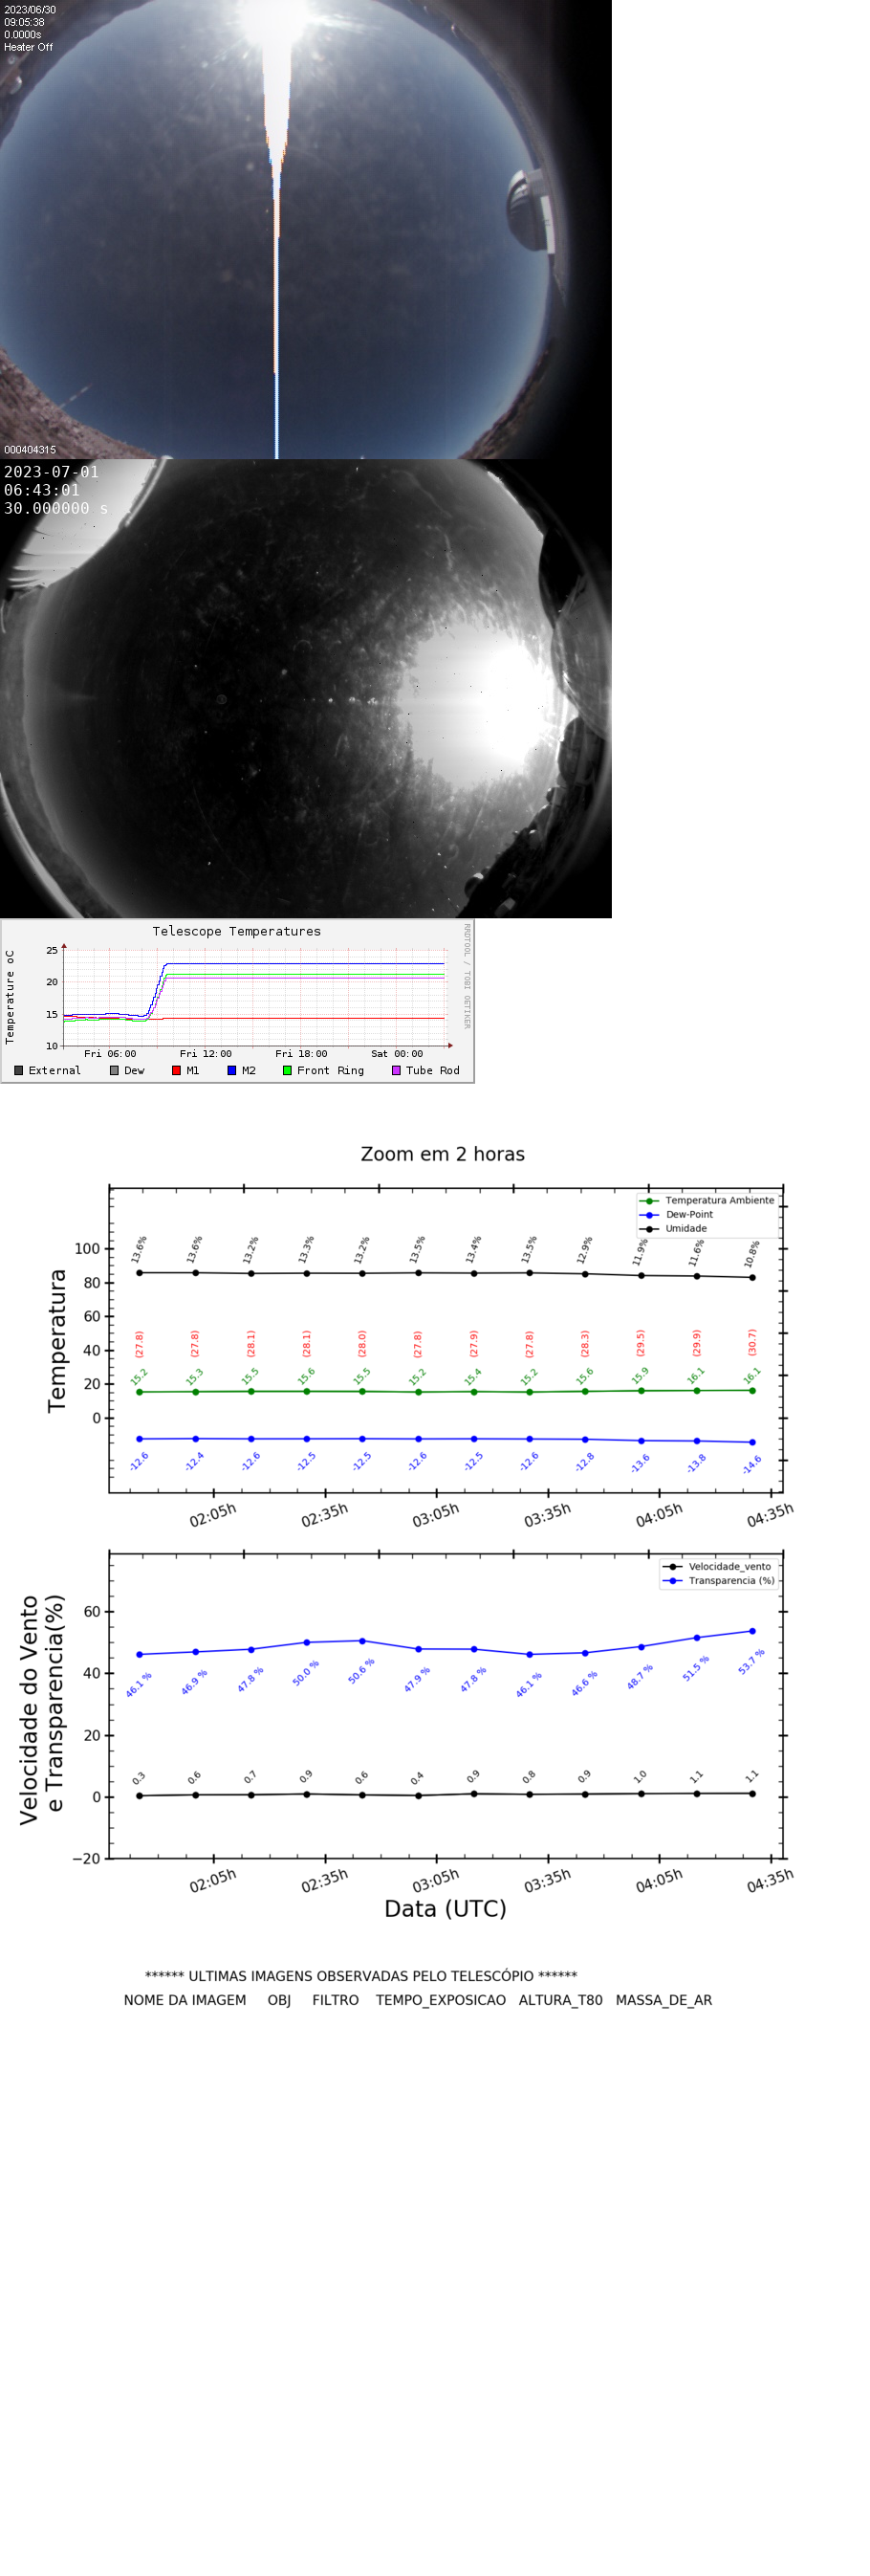 2023/06/30
09:05:38
0.0000s
Heater Off
000404315
2023-07-01
06:43:01
30.000000 s
Telescope Temperatures
RRDTOOL / TOBI OETIKER
Temperature oC
25
20
15
10
Fri 06:00 Fri 12:00 Fri 18:00 Sat 00:00
External Dew M1 M2 Front Ring Tube Rod
Zoom em 2 horas
Temperatura Ambiente
Dew-Point
Umidade
Temperatura
100
80
60
40
20
0
13.6% 13.6% 13.2% 13.3% 13.2% 13.5% 13.4% 13.5% 12.9% 11.9% 11.6% 10.8%
(27.8) (27.8) (28.1) (28.1) (28.0) (27.8) (27.9) (27.8) (28.3) (29.5) (29.9) (30.7)
15.2 15.3 15.5 15.6 15.5 15.2 15.4 15.2 15.6 15.9 16.1 16.1
-12.6 -12.4 -12.6 -12.5 -12.5 -12.6 -12.5 -12.6 -12.8 -13.6 -13.8 -14.6
02:05h 02:35h 03:05h 03:35h 04:05h 04:35h
Velocidade_vento
Transparencia (%)
Velocidade do Vento
e Transparencia(%)
60
40
20
0
−20
46.1 % 46.9 % 47.8 % 50.0 % 50.6 % 47.9 % 47.8 % 46.1 % 46.6 % 48.7 % 51.5 % 53.7 %
0.3 0.6 0.7 0.9 0.6 0.4 0.9 0.8 0.9 1.0 1.1 1.1
02:05h 02:35h 03:05h 03:35h 04:05h 04:35h
Data (UTC)
****** ULTIMAS IMAGENS OBSERVADAS PELO TELESCÓPIO ******
NOME DA IMAGEM OBJ FILTRO TEMPO_EXPOSICAO ALTURA_T80 MASSA_DE_AR